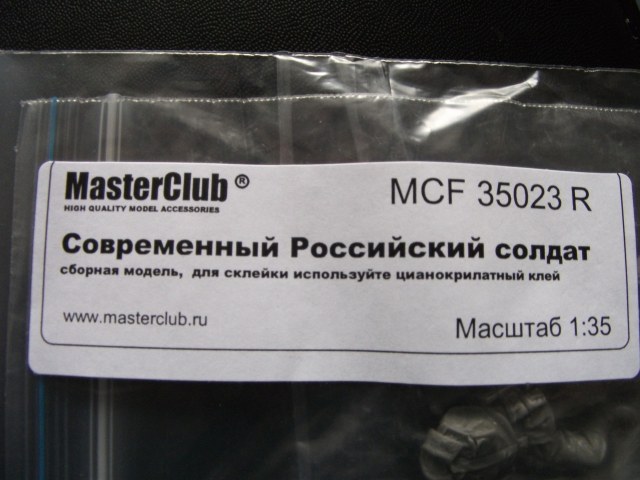 MasterClub ®
MCF 35023 R
HIGH QUALITY MODEL ACCESSORIES
Современный Российский солдат
сборная модель, для склейки используйте цианокрилатный клей
www.masterclub.ru
Масштаб 1:35